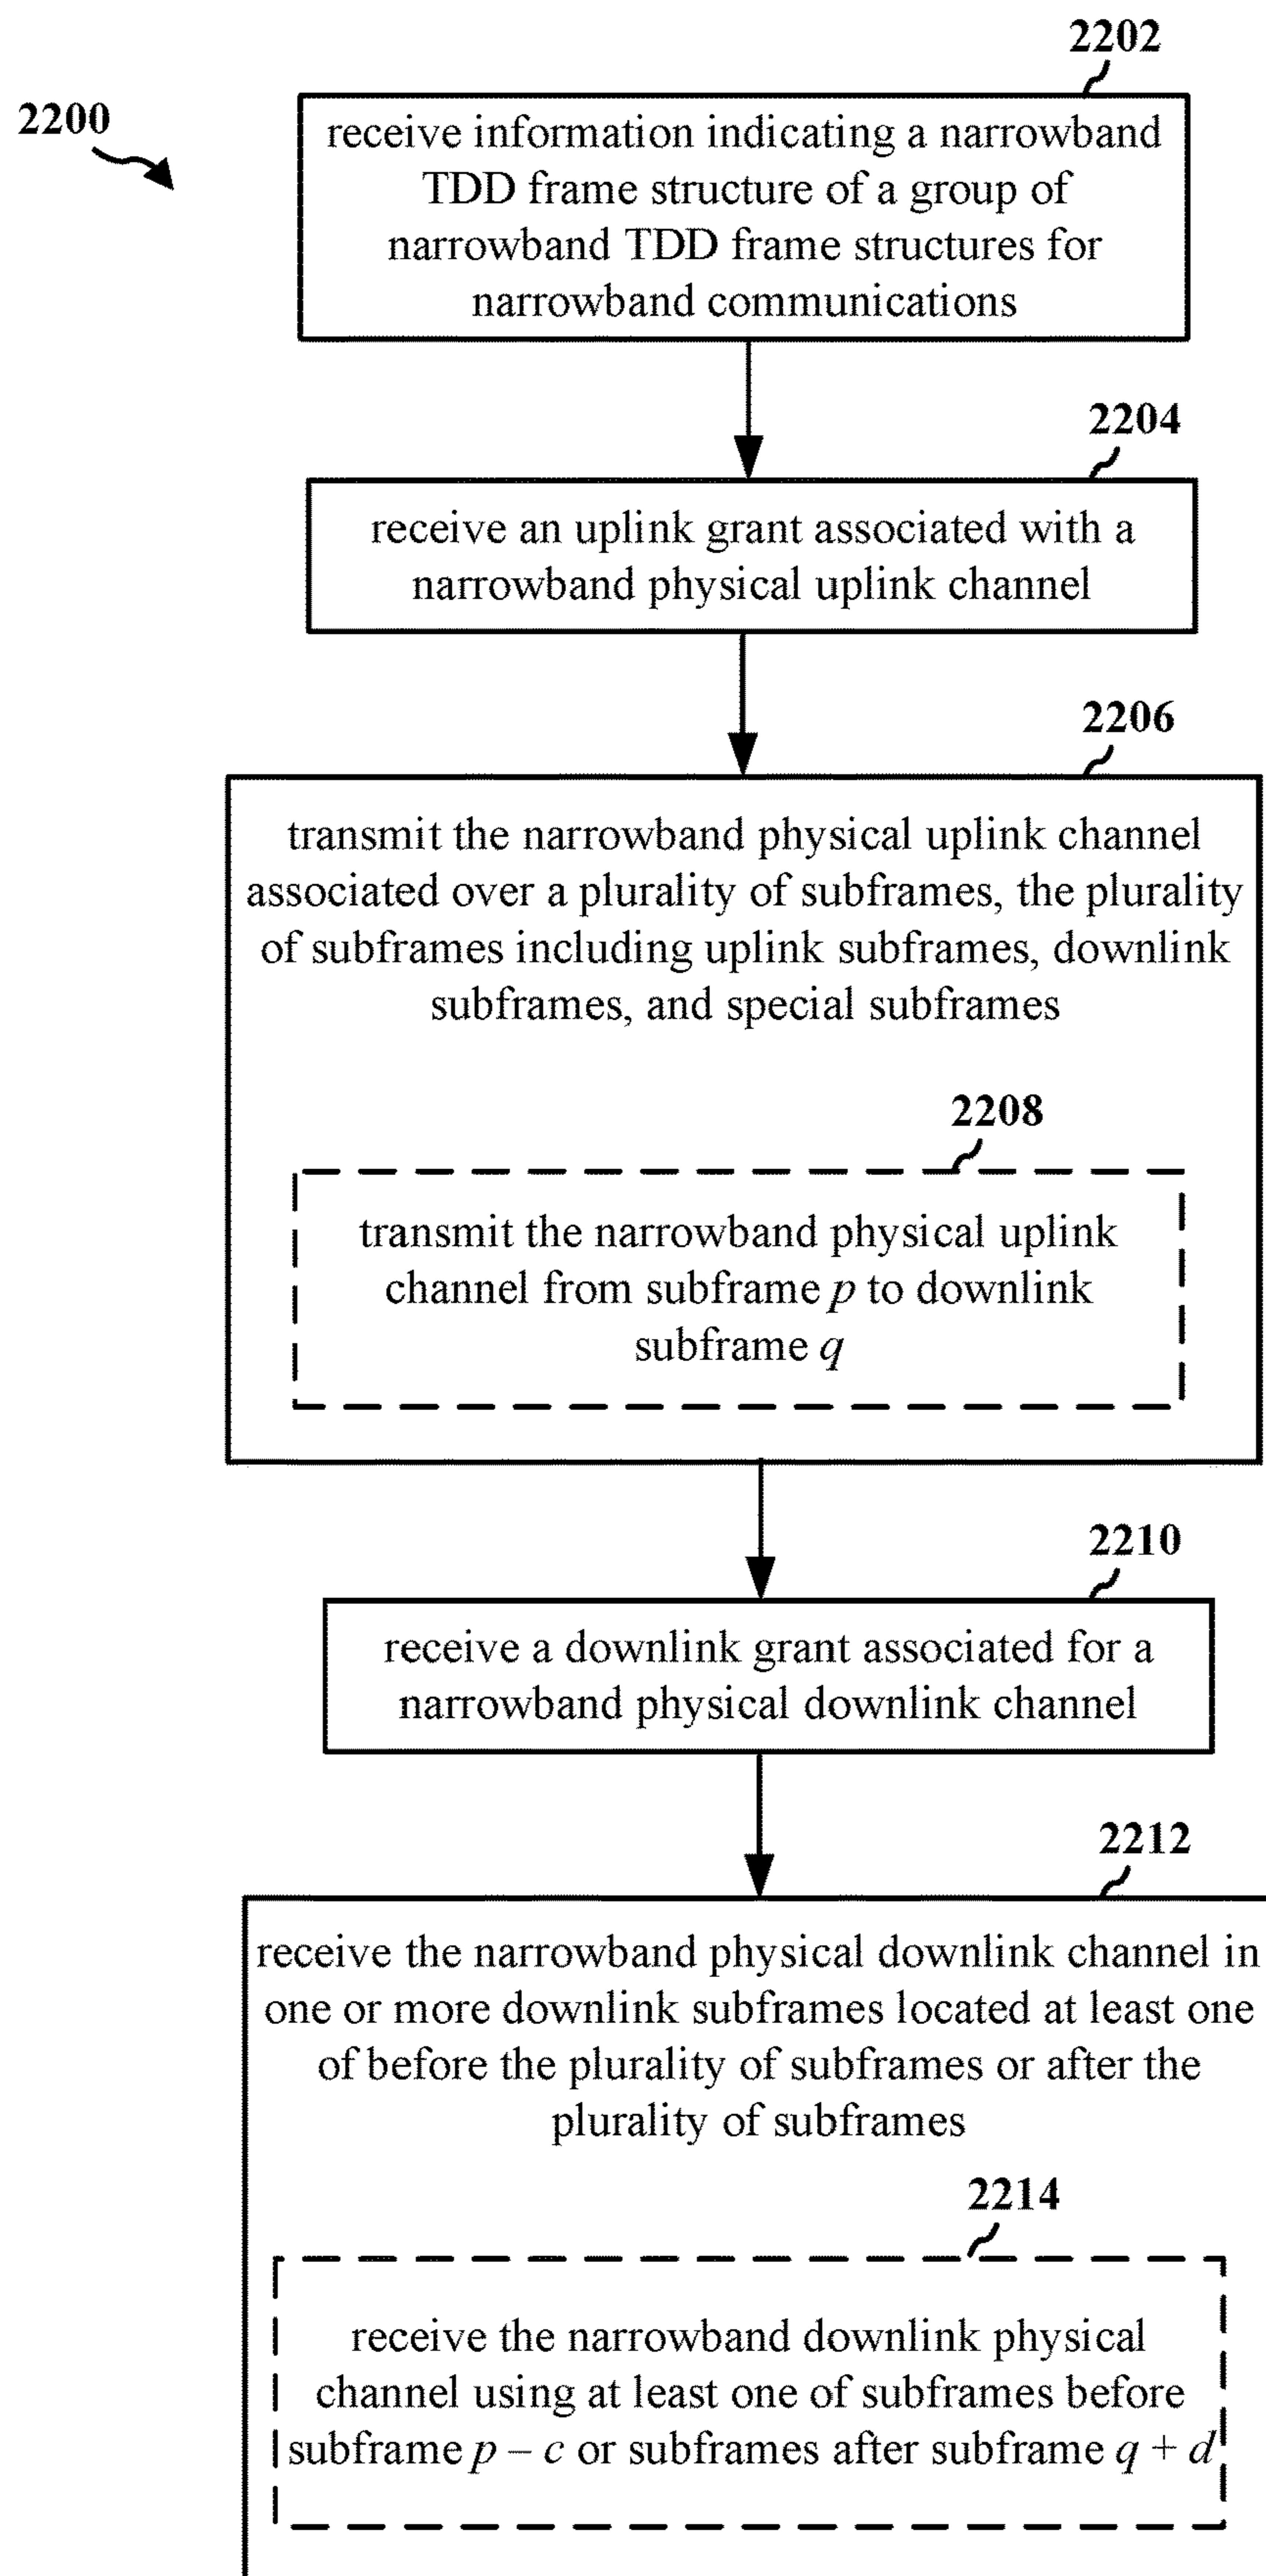 2202
2200
receive information indicating a narrowband
TDD frame structure of a group of
narrowband TDD frame structures for
narrowband communications
2204
receive an uplink grant associated with a
narrowband physical uplink channel
2206
transmit the narrowband physical uplink channel
associated over a plurality of subframes, the plurality
of subframes including uplink subframes, downlink
subframes, and special subframes
2208
transmit the narrowband physical uplink
channel from subframe p to downlink
subframe q
2210
receive a downlink grant associated for a
narrowband physical downlink channel
2212
receive the narrowband physical downlink channel in
one or more downlink subframes located at least one
of before the plurality of subframes or after the
plurality of subframes
2214
receive the narrowband downlink physical
channel using at least one of subframes before
subframe p – c or subframes after subframe q + d